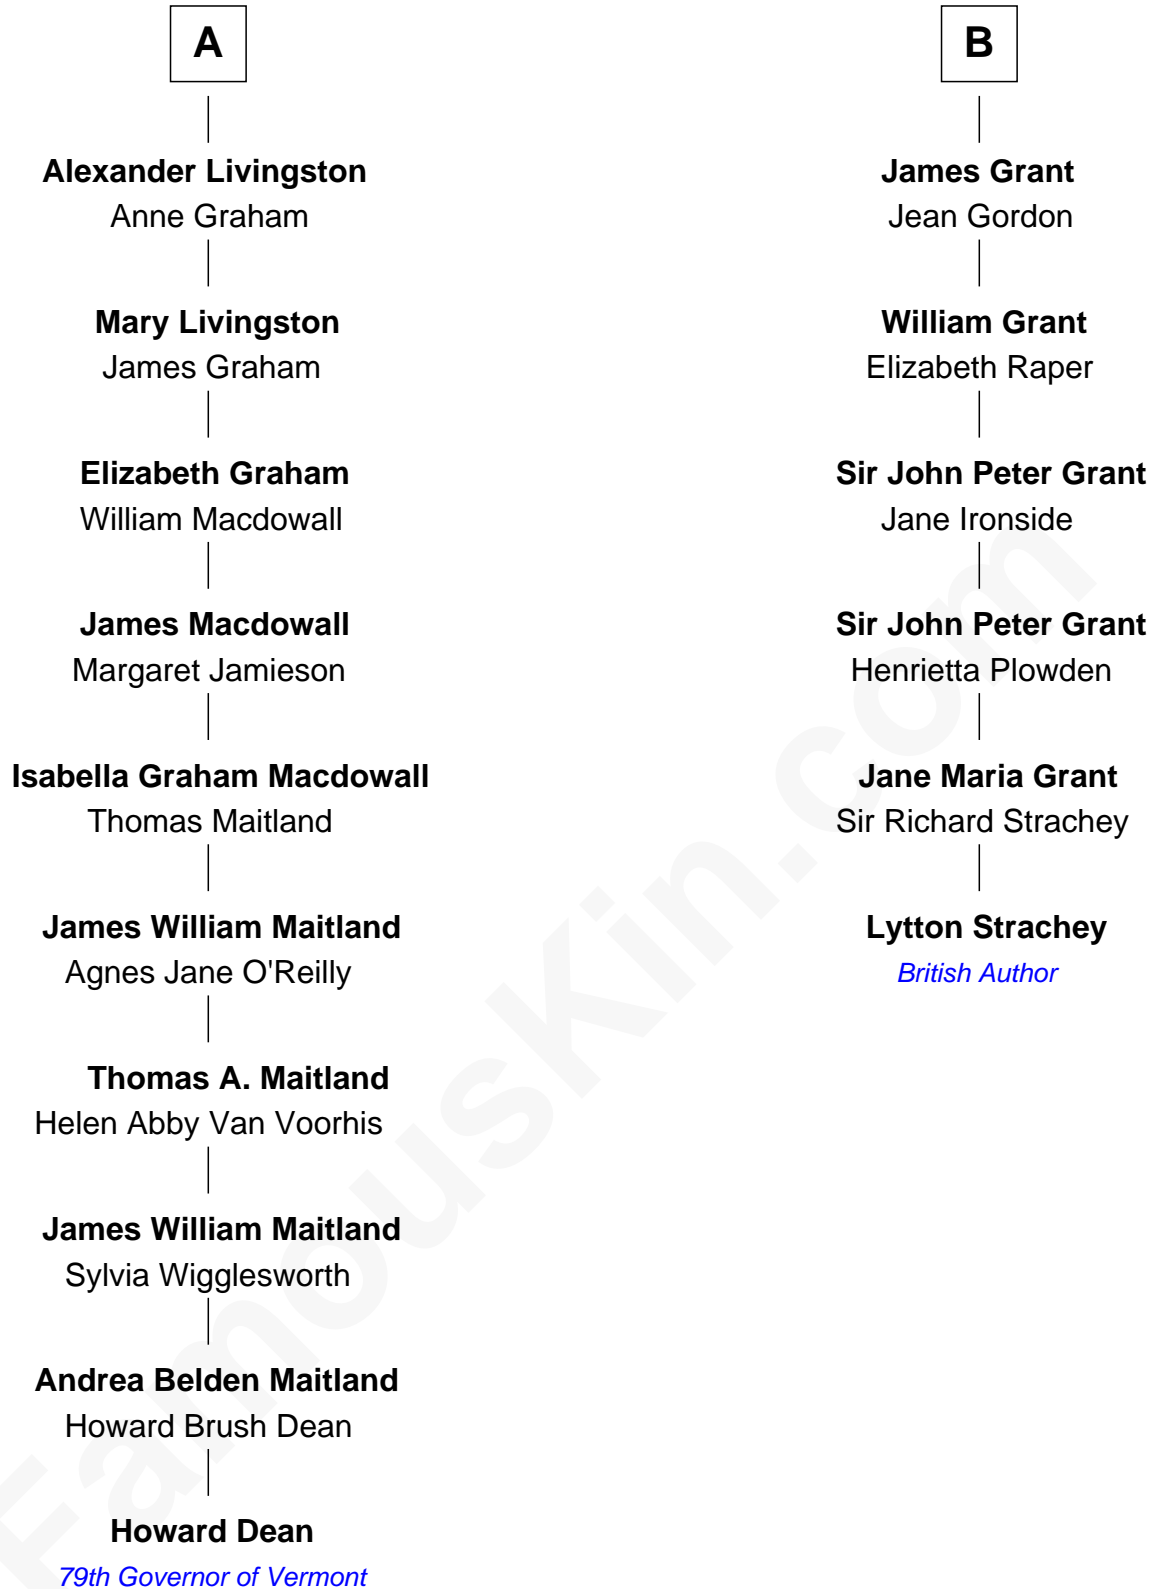 A
Alexander Livingston
Anne Graham
Mary Livingston
James Graham
Elizabeth Graham
William Macdowall
James Macdowall
Margaret Jamieson
Isabella Graham Macdowall
Thomas Maitland
James William Maitland
Agnes Jane O'Reilly
Thomas A. Maitland
Helen Abby Van Voorhis
James William Maitland
Sylvia Wigglesworth
Andrea Belden Maitland
Howard Brush Dean
Howard Dean
79th Governor of Vermont
B
James Grant
Jean Gordon
William Grant
Elizabeth Raper
Sir John Peter Grant
Jane Ironside
Sir John Peter Grant
Henrietta Plowden
Jane Maria Grant
Sir Richard Strachey
Lytton Strachey
British Author
FamousKin.com